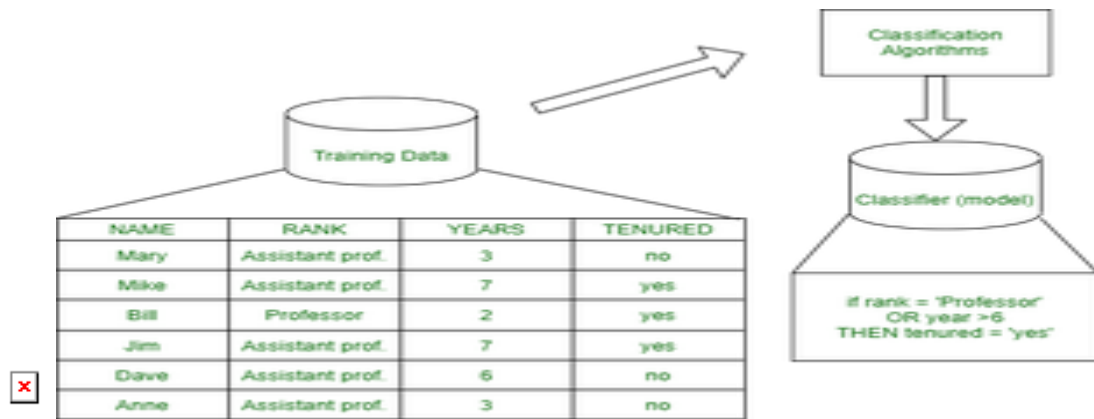 Classification
Algorithms
Training Data
Classifier (model)
NAME RANK YEARS TENURED
Mary Assistant prof. 3 no
Mike Assistant prof. 7 yes
Bill Professor 2 yes
Jim Assistant prof. 7 yes
Dave Assistant prof. 6 no
Anne Assistant prof. 3 no
if rank = 'Professor'
OR year >6
THEN tenured = 'yes'